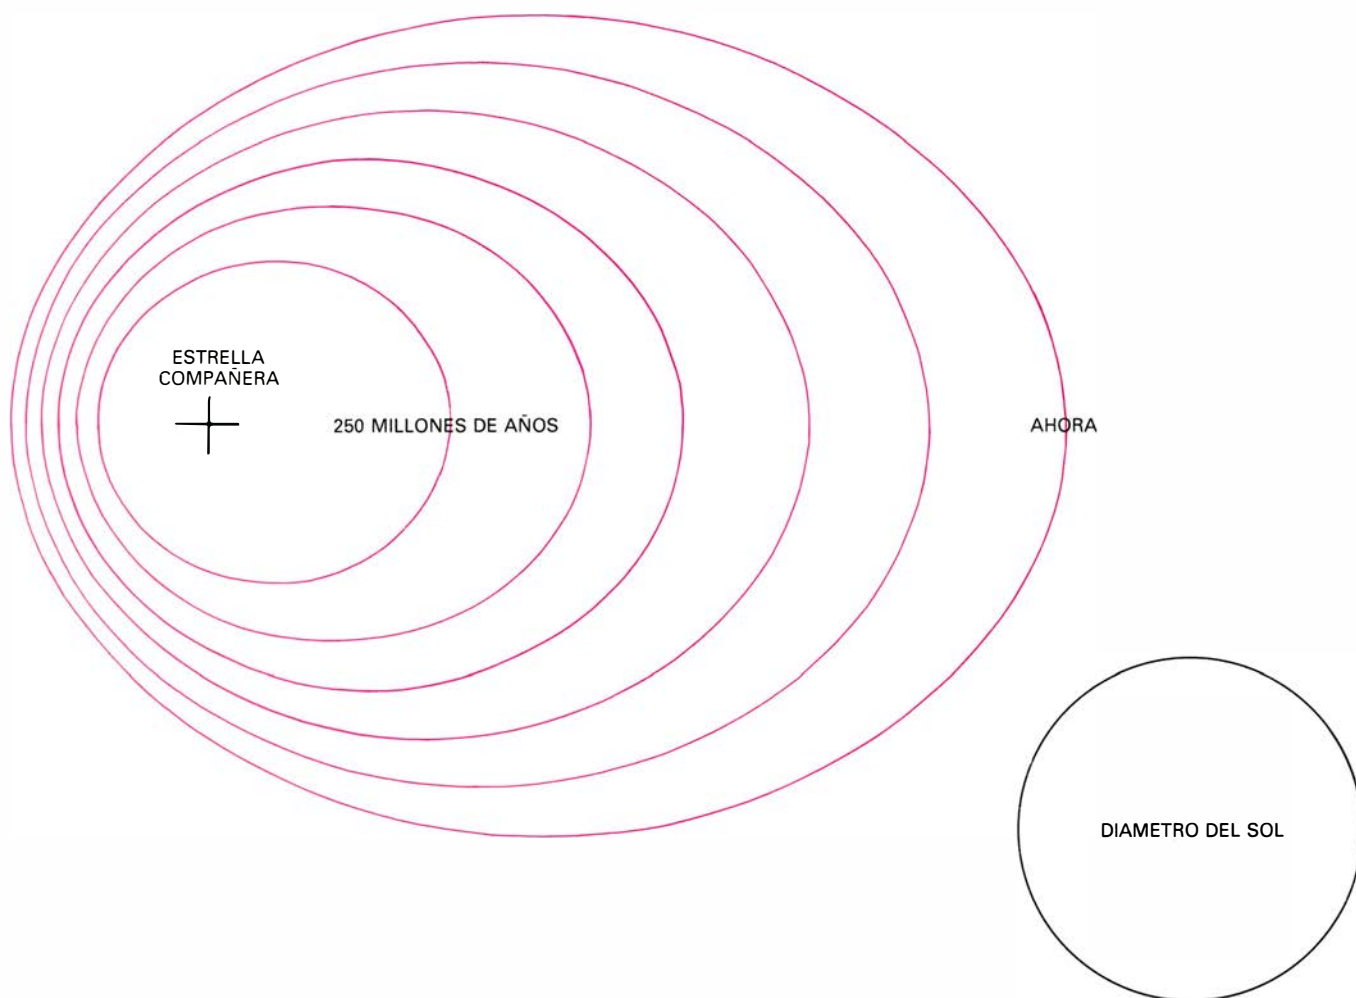 ESTRELLA
COMPAÑERA
250 MILLONES DE AÑOS
AHORA
DIAMETRO DEL SOL